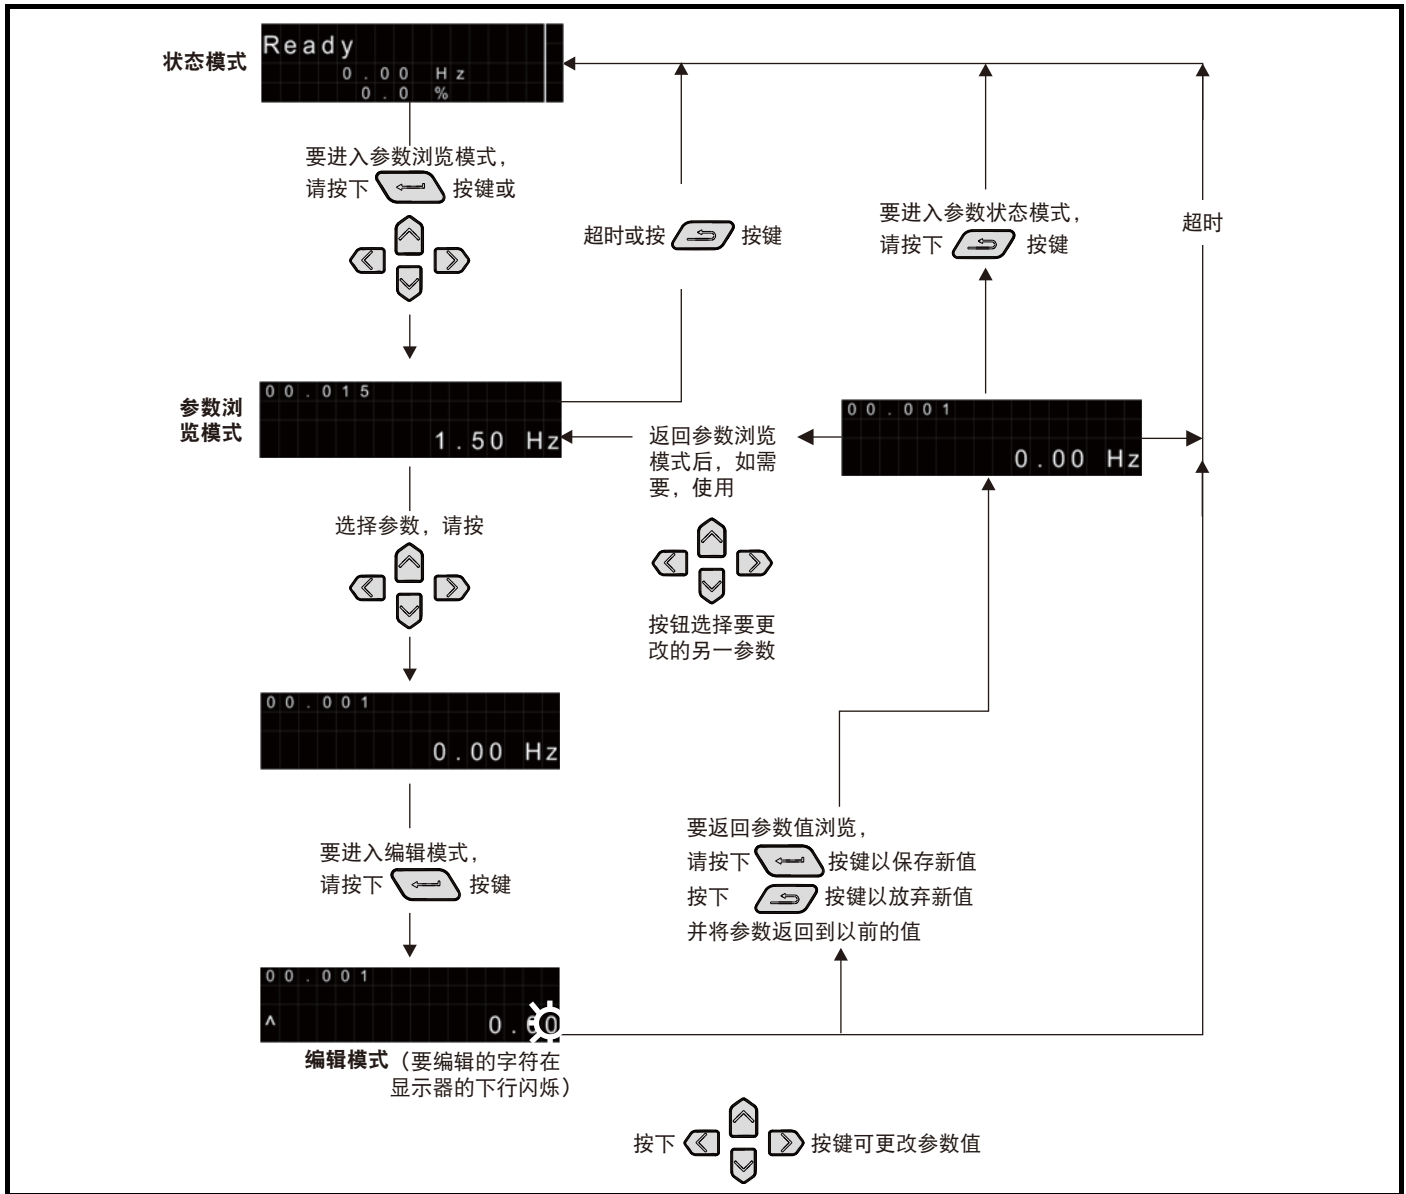 状态模式
Ready
0.00 Hz
0.0 %
要进入参数浏览模式，
请按下 按键或
超时或按 按键
要进入参数状态模式，
请按下 按键
超时
参数浏
览模式
00.015
1.50 Hz
返回参数浏览
模式后，如需
要，使用
按钮选择要更
改的另一参数
00.001
0.00 Hz
选择参数，请按
00.001
0.00 Hz
要进入编辑模式，
请按下 按键
要返回参数值浏览，
请按下 按键以保存新值
按下 按键以放弃新值
并将参数返回到以前的值
00.001
^ 0.00
编辑模式（要编辑的字符在
显示器的下行闪烁）
按下 按键可更改参数值